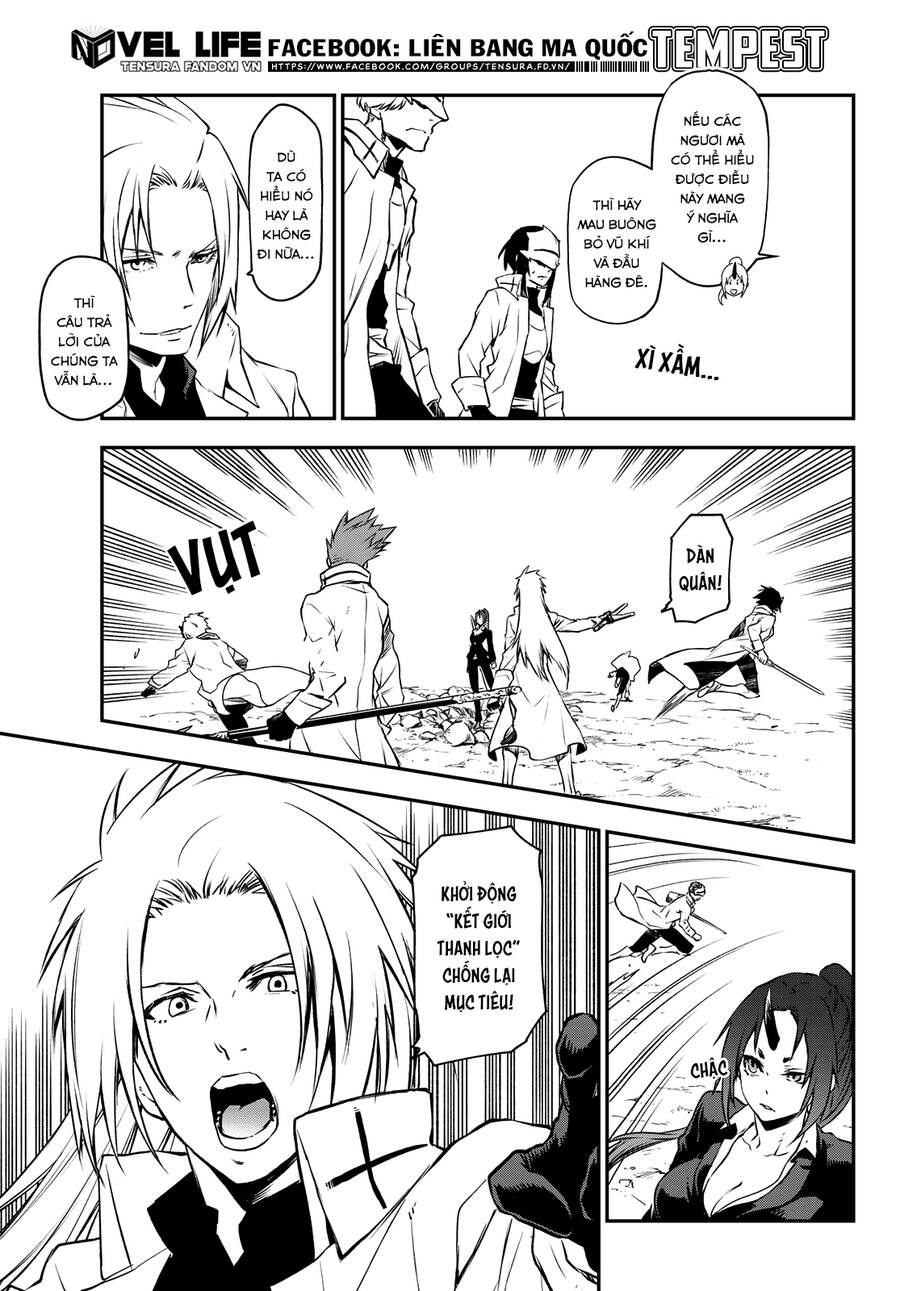 NOVEL LIFE
TENSURA FANDOM VN
FACEBOOK: LIÊN BANG MA QUỐC
HTTPS://WWW.FACEBOOK.COM/GROUPS/TENSURA.FD.VN/
TEMPEST
NẾU CÁC
NGƯƠI MÀ
CÓ THỂ HIỂU
ĐƯỢC ĐIỀU
NÀY MANG
Ý NGHĨA
GÌ...
THÌ HÃY
MAU BUÔNG
BỎ VŨ KHÍ
VÀ ĐẦU
HÀNG ĐÊ.
XÌ XẦM...
DÙ
TA CÓ
HIỂU NÓ
HAY LÀ
KHÔNG
ĐI NỮA...
THÌ
CÂU TRẢ
LỜI CỦA
CHÚNG TA
VẪN LÀ...
DÀN
QUÂN!
VỤT
CHẬC
KHỞI ĐỘNG
“KẾT GIỚI
THANH LỌC”
CHỐNG LẠI
MỤC TIÊU!